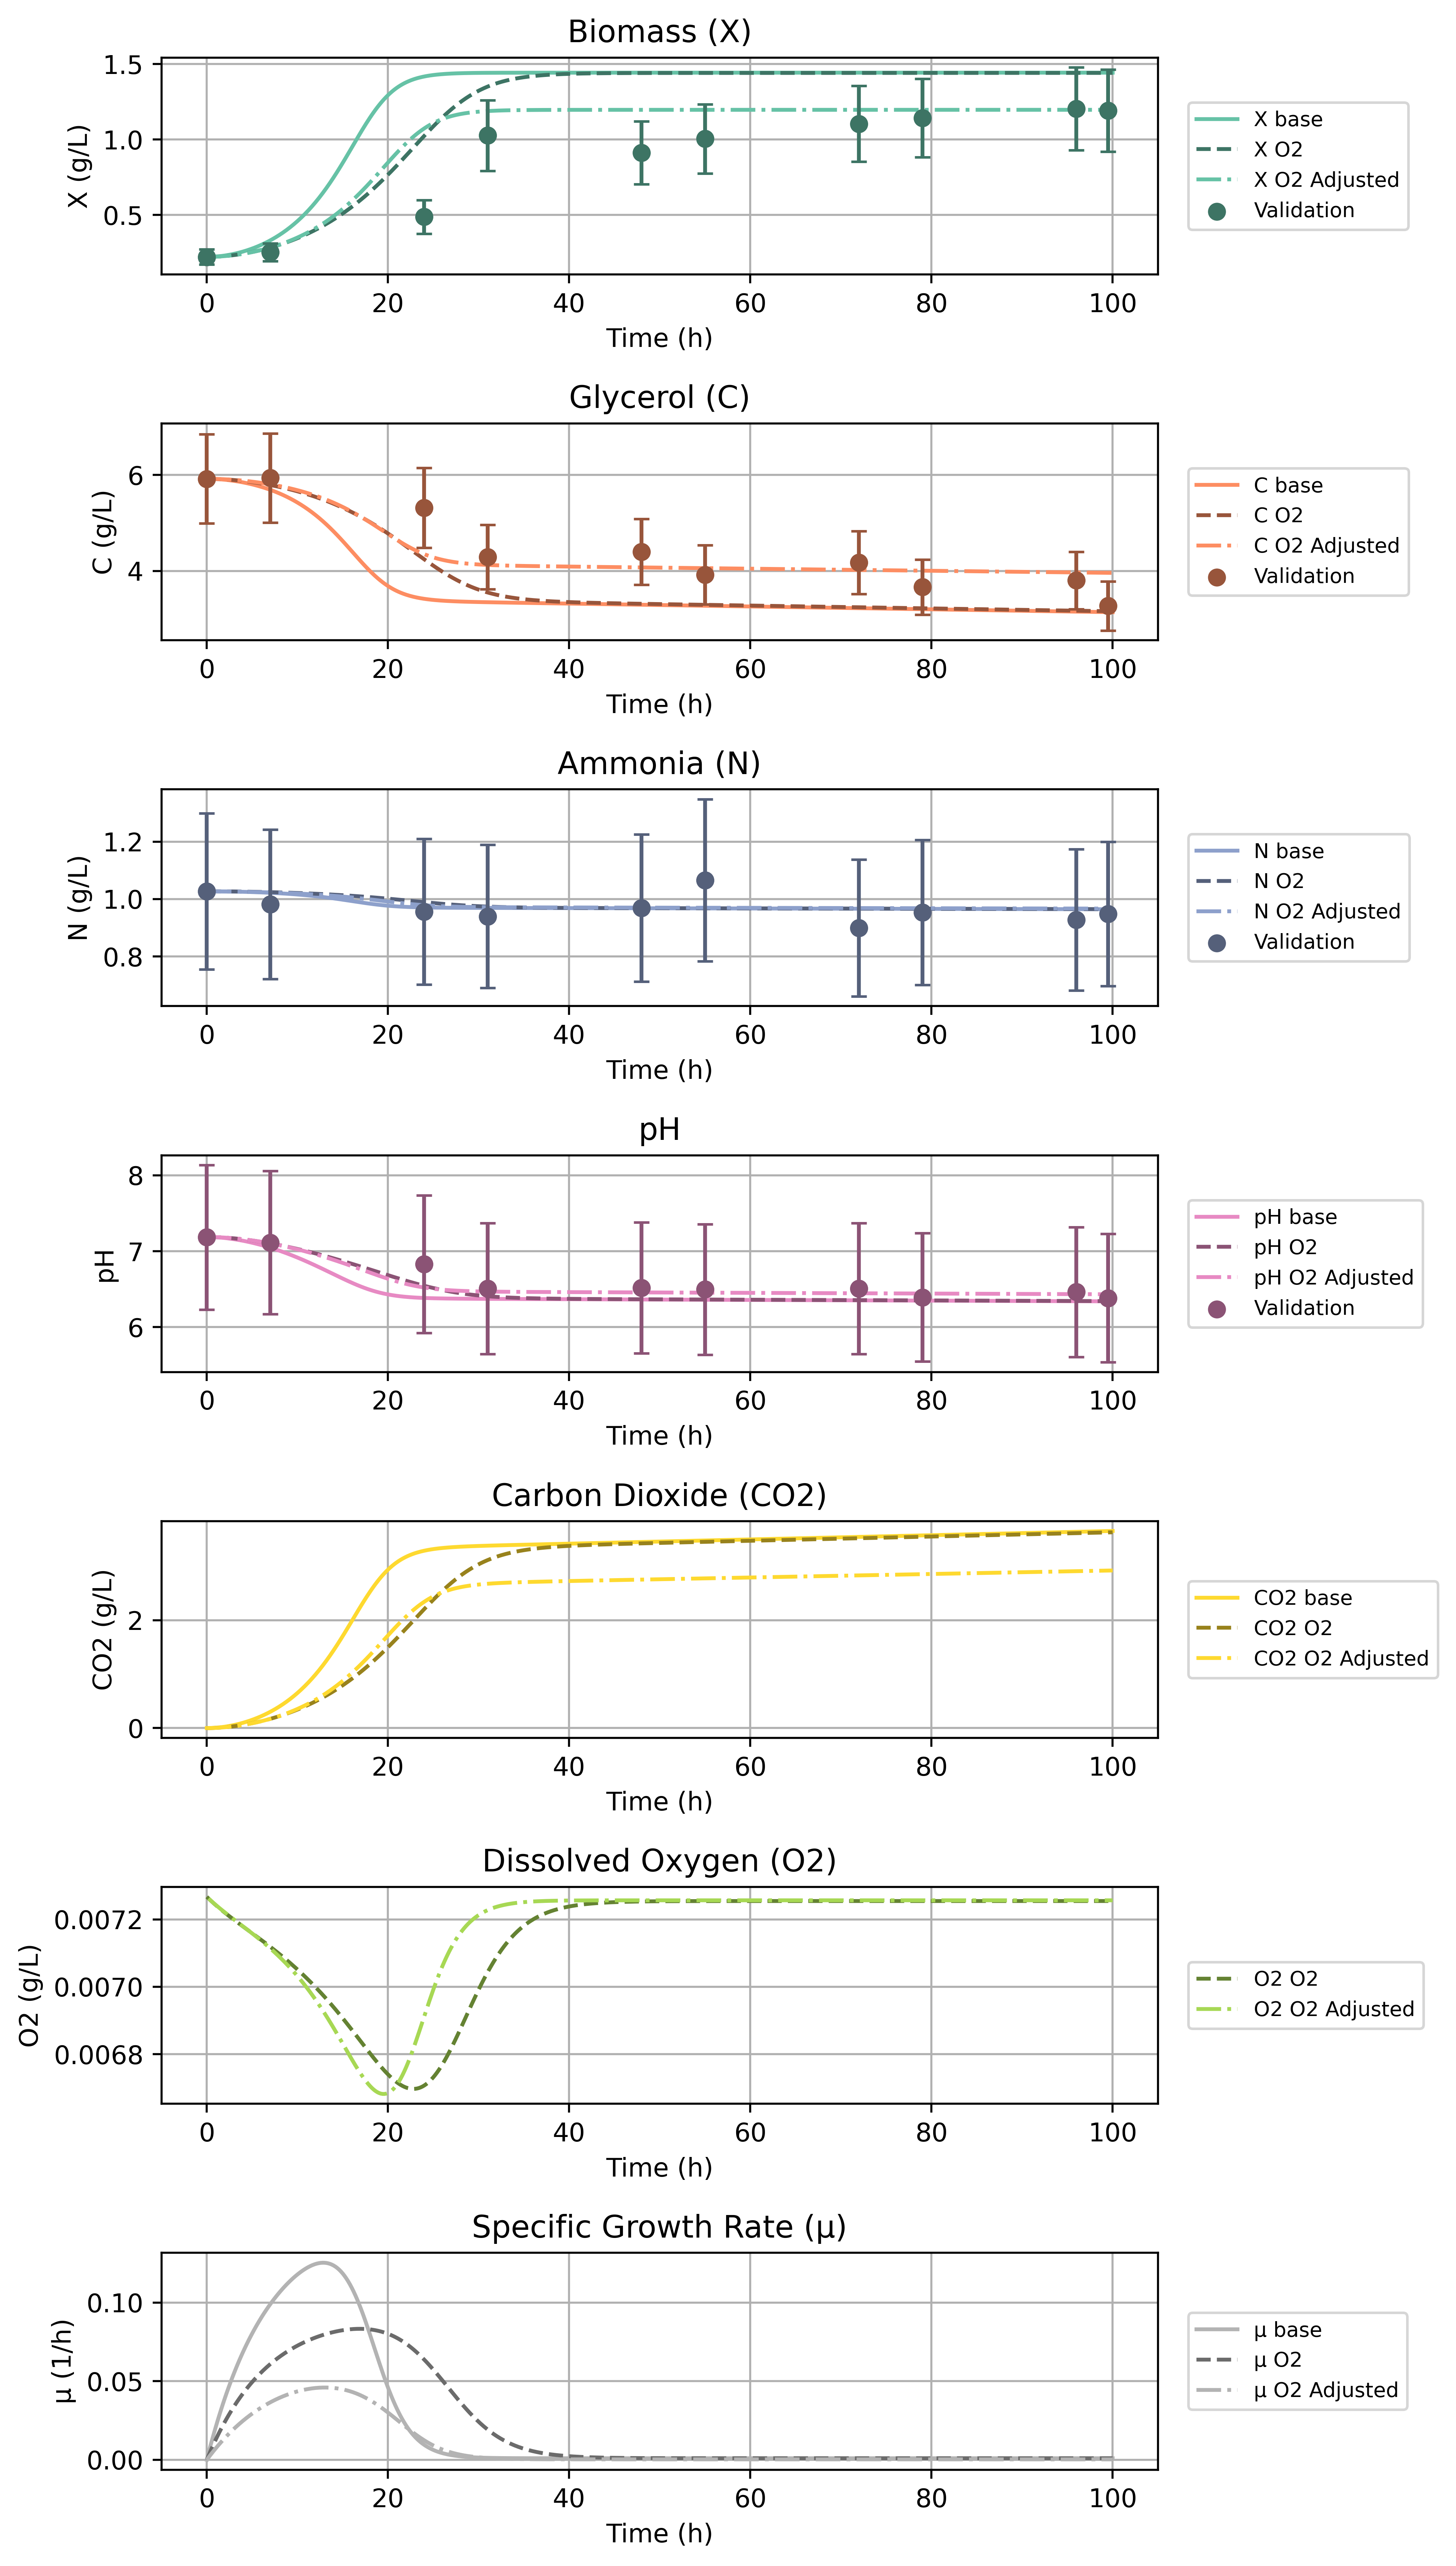 Biomass (X)
1.5
1.0
0.5
X (g/L)
0 20 40 60 80 100
Time (h)
X base
X O2
X O2 Adjusted
Validation
Glycerol (C)
6
4
C (g/L)
0 20 40 60 80 100
Time (h)
C base
C O2
C O2 Adjusted
Validation
Ammonia (N)
1.2
1.0
0.8
N (g/L)
0 20 40 60 80 100
Time (h)
N base
N O2
N O2 Adjusted
Validation
pH
8
7
6
pH
0 20 40 60 80 100
Time (h)
pH base
pH O2
pH O2 Adjusted
Validation
Carbon Dioxide (CO2)
2
0
CO2 (g/L)
0 20 40 60 80 100
Time (h)
CO2 base
CO2 O2
CO2 O2 Adjusted
Dissolved Oxygen (O2)
0.0072
0.0070
0.0068
O2 (g/L)
0 20 40 60 80 100
Time (h)
O2 O2
O2 O2 Adjusted
Specific Growth Rate (μ)
0.10
0.05
0.00
μ (1/h)
0 20 40 60 80 100
Time (h)
μ base
μ O2
μ O2 Adjusted